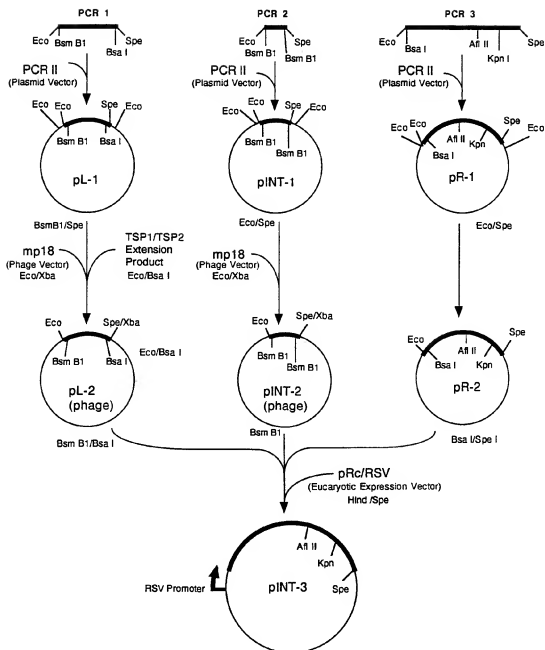 PCR 1
PCR 2
PCR 3
Eco
Bsm B1
Bsa I
Spe
Eco
Bsm B1
Bsm B1
Spe
Eco
Bsa I
Afl II
Kpn I
Spe
PCR II
(Plasmid Vector)
PCR II
(Plasmid Vector)
PCR II
(Plasmid Vector)
Eco
Eco
Spe
Eco
Bsm B1
Bsa I
pL-1
Eco
Eco
Spe
Eco
Bsm B1
Bsm B1
pINT-1
Eco
Eco
Spe
Eco
Bsa I
Afl II
Kpn
pR-1
BsmB1/Spe
Eco/Spe
Eco/Spe
mp18
(Phage Vector)
Eco/Xba
TSP1/TSP2
Extension
Product
Eco/Bsa I
mp18
(Phage Vector)
Eco/Xba
Eco
Spe/Xba
Bsm B1
Bsa I
Eco/Bsa I
pL-2
(phage)
Eco
Spe/Xba
Bsm B1
Bsm B1
pINT-2
(phage)
Eco
Spe
Bsa I
Afl II
Kpn
pR-2
Bsm B1/Bsa I
Bsm B1
Bsa I/Spe I
pRc/RSV
(Eucaryotic Expression Vector)
Hind /Spe
Afl II
Kpn
Spe
pINT-3
RSV Promoter